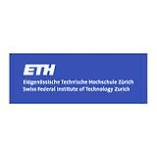 ETH
Eidgenössische Technische Hochschule Zürich
Swiss Federal Institute of Technology Zurich